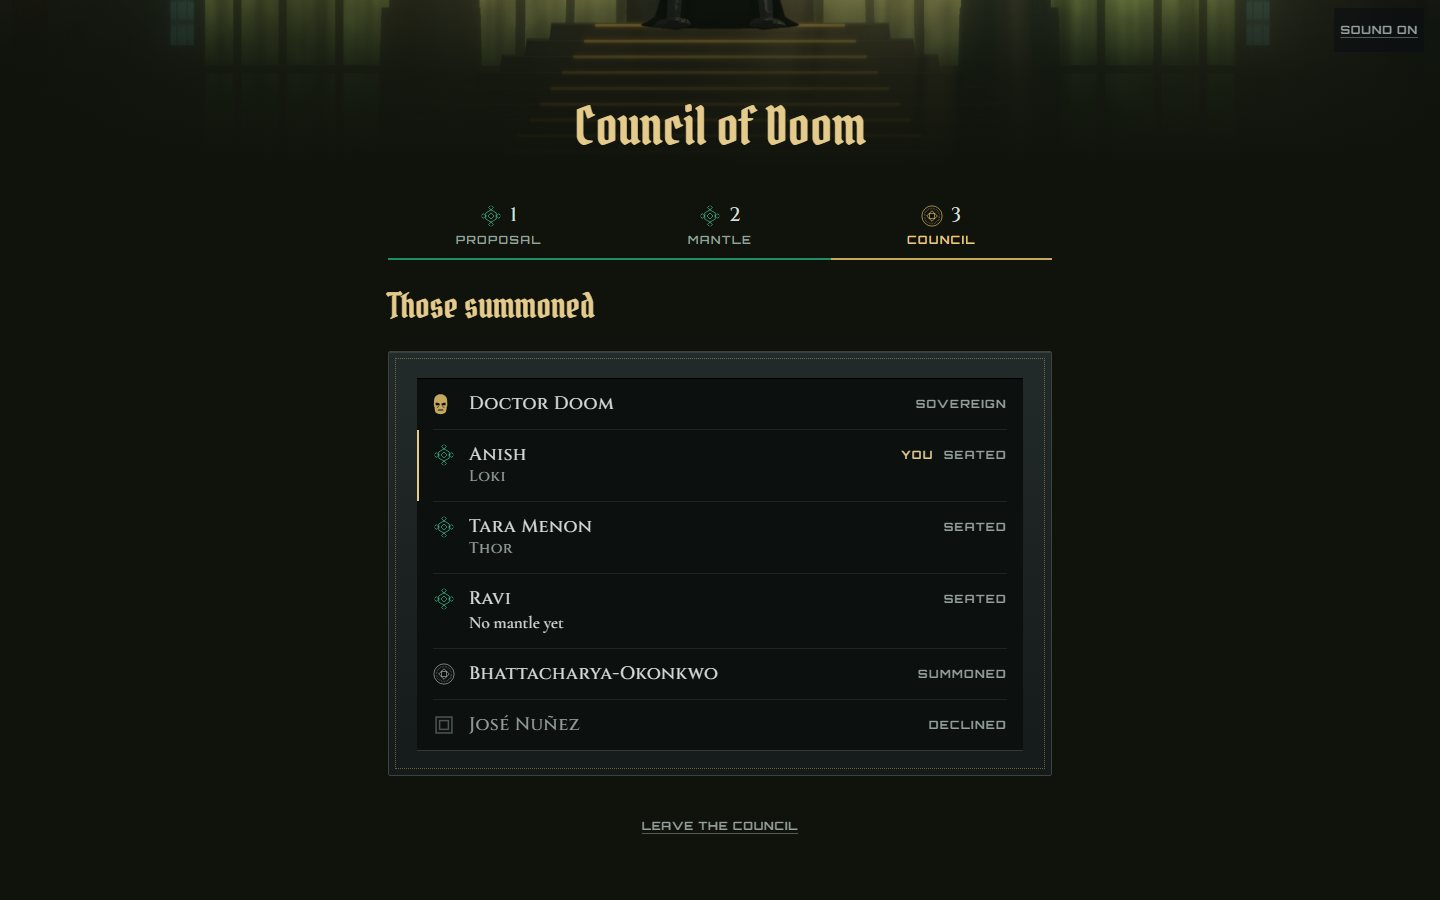 SOUND ON
Council of Doom
1
PROPOSAL
2
MANTLE
3
COUNCIL
Those summoned
Doctor Doom
SOVEREIGN
Anish
YOU SEATED
Loki
Tara Menon
SEATED
Thor
Ravi
SEATED
No mantle yet
Bhattacharya-Okonkwo
SUMMONED
José Nuñez
DECLINED
LEAVE THE COUNCIL